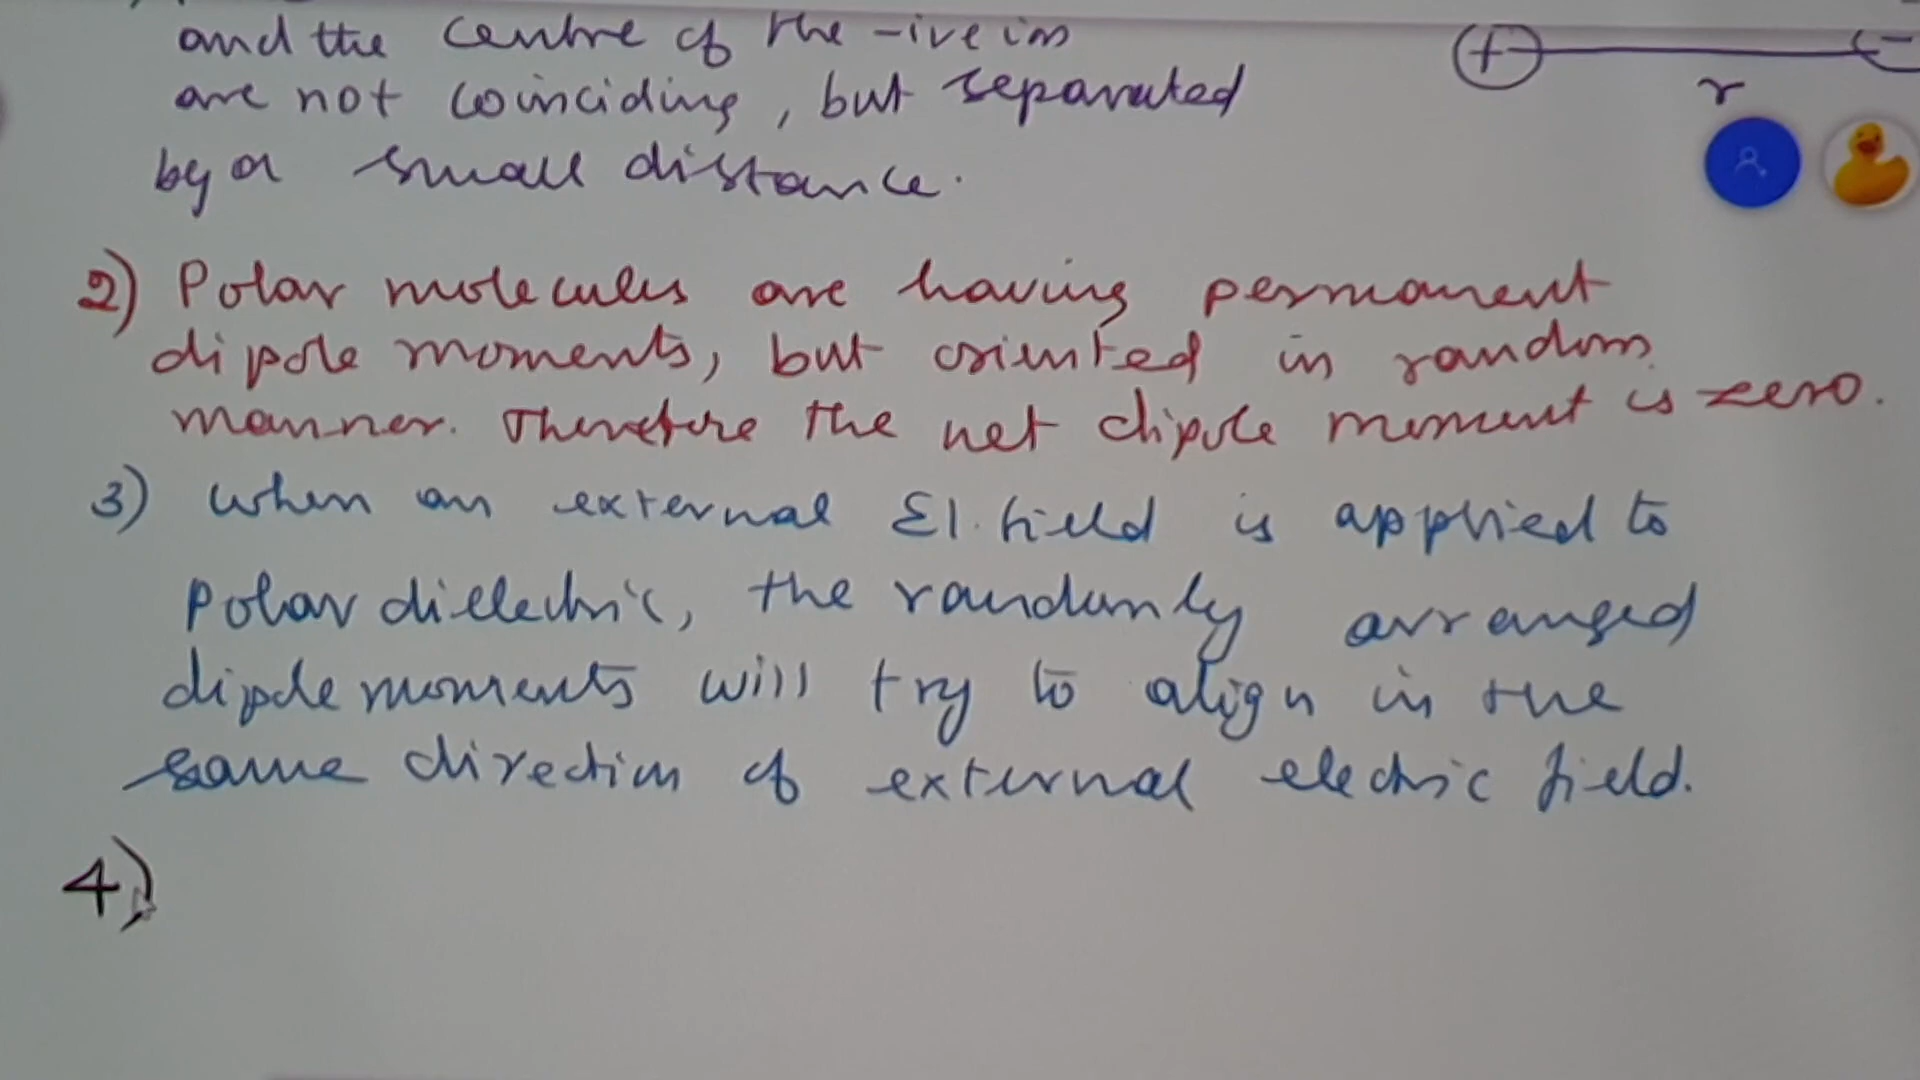 and the centre of the -ive ion
are not coinciding, but separated
by a small distance.
+ -
r
2) Polar molecules are having permanent
dipole moments, but oriented in random
manner. Therefore the net dipole moment is zero.
3) when an external El. field is applied to
Polar dielectric, the randomly arranged
dipole moments will try to align in the
same direction of external electric field.
4)